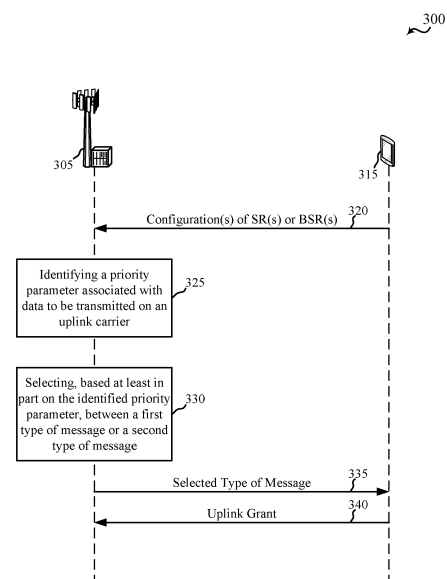 300
305
315
320
Configuration(s) of SR(s) or BSR(s)
Identifying a priority
parameter associated with
data to be transmitted on an
uplink carrier
325
Selecting, based at least in
part on the identified priority
parameter, between a first
type of message or a second
type of message
330
335
Selected Type of Message
340
Uplink Grant